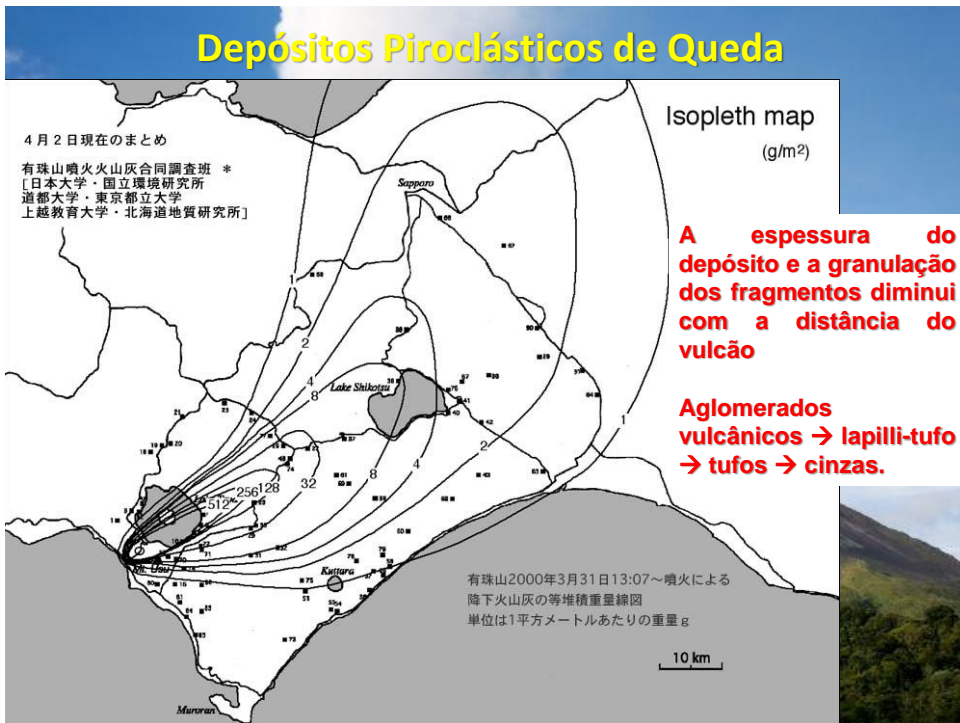 Depósitos Piroclásticos de Queda
4月2日現在のまとめ
有珠山噴火火山灰合同調査班 *
[日本大学・国立環境研究所
道都大学・東京都立大学
上越教育大学・北海道地質研究所]
Isopleth map
(g/m²)
Sapporo
A espessura do
depósito e a granulação
dos fragmentos diminui
com a distância do
vulcão
Aglomerados
vulcânicos → lapilli-tufo
→ tufos → cinzas.
1
2
4
8
Lake Shikotsu
1
2
4
8
32
128
256
512
Mt. Usu
Kuttara
有珠山2000年3月31日13:07~噴火による
降下火山灰の等堆積重量線図
単位は1平方メートルあたりの重量g
10 km
Muroran